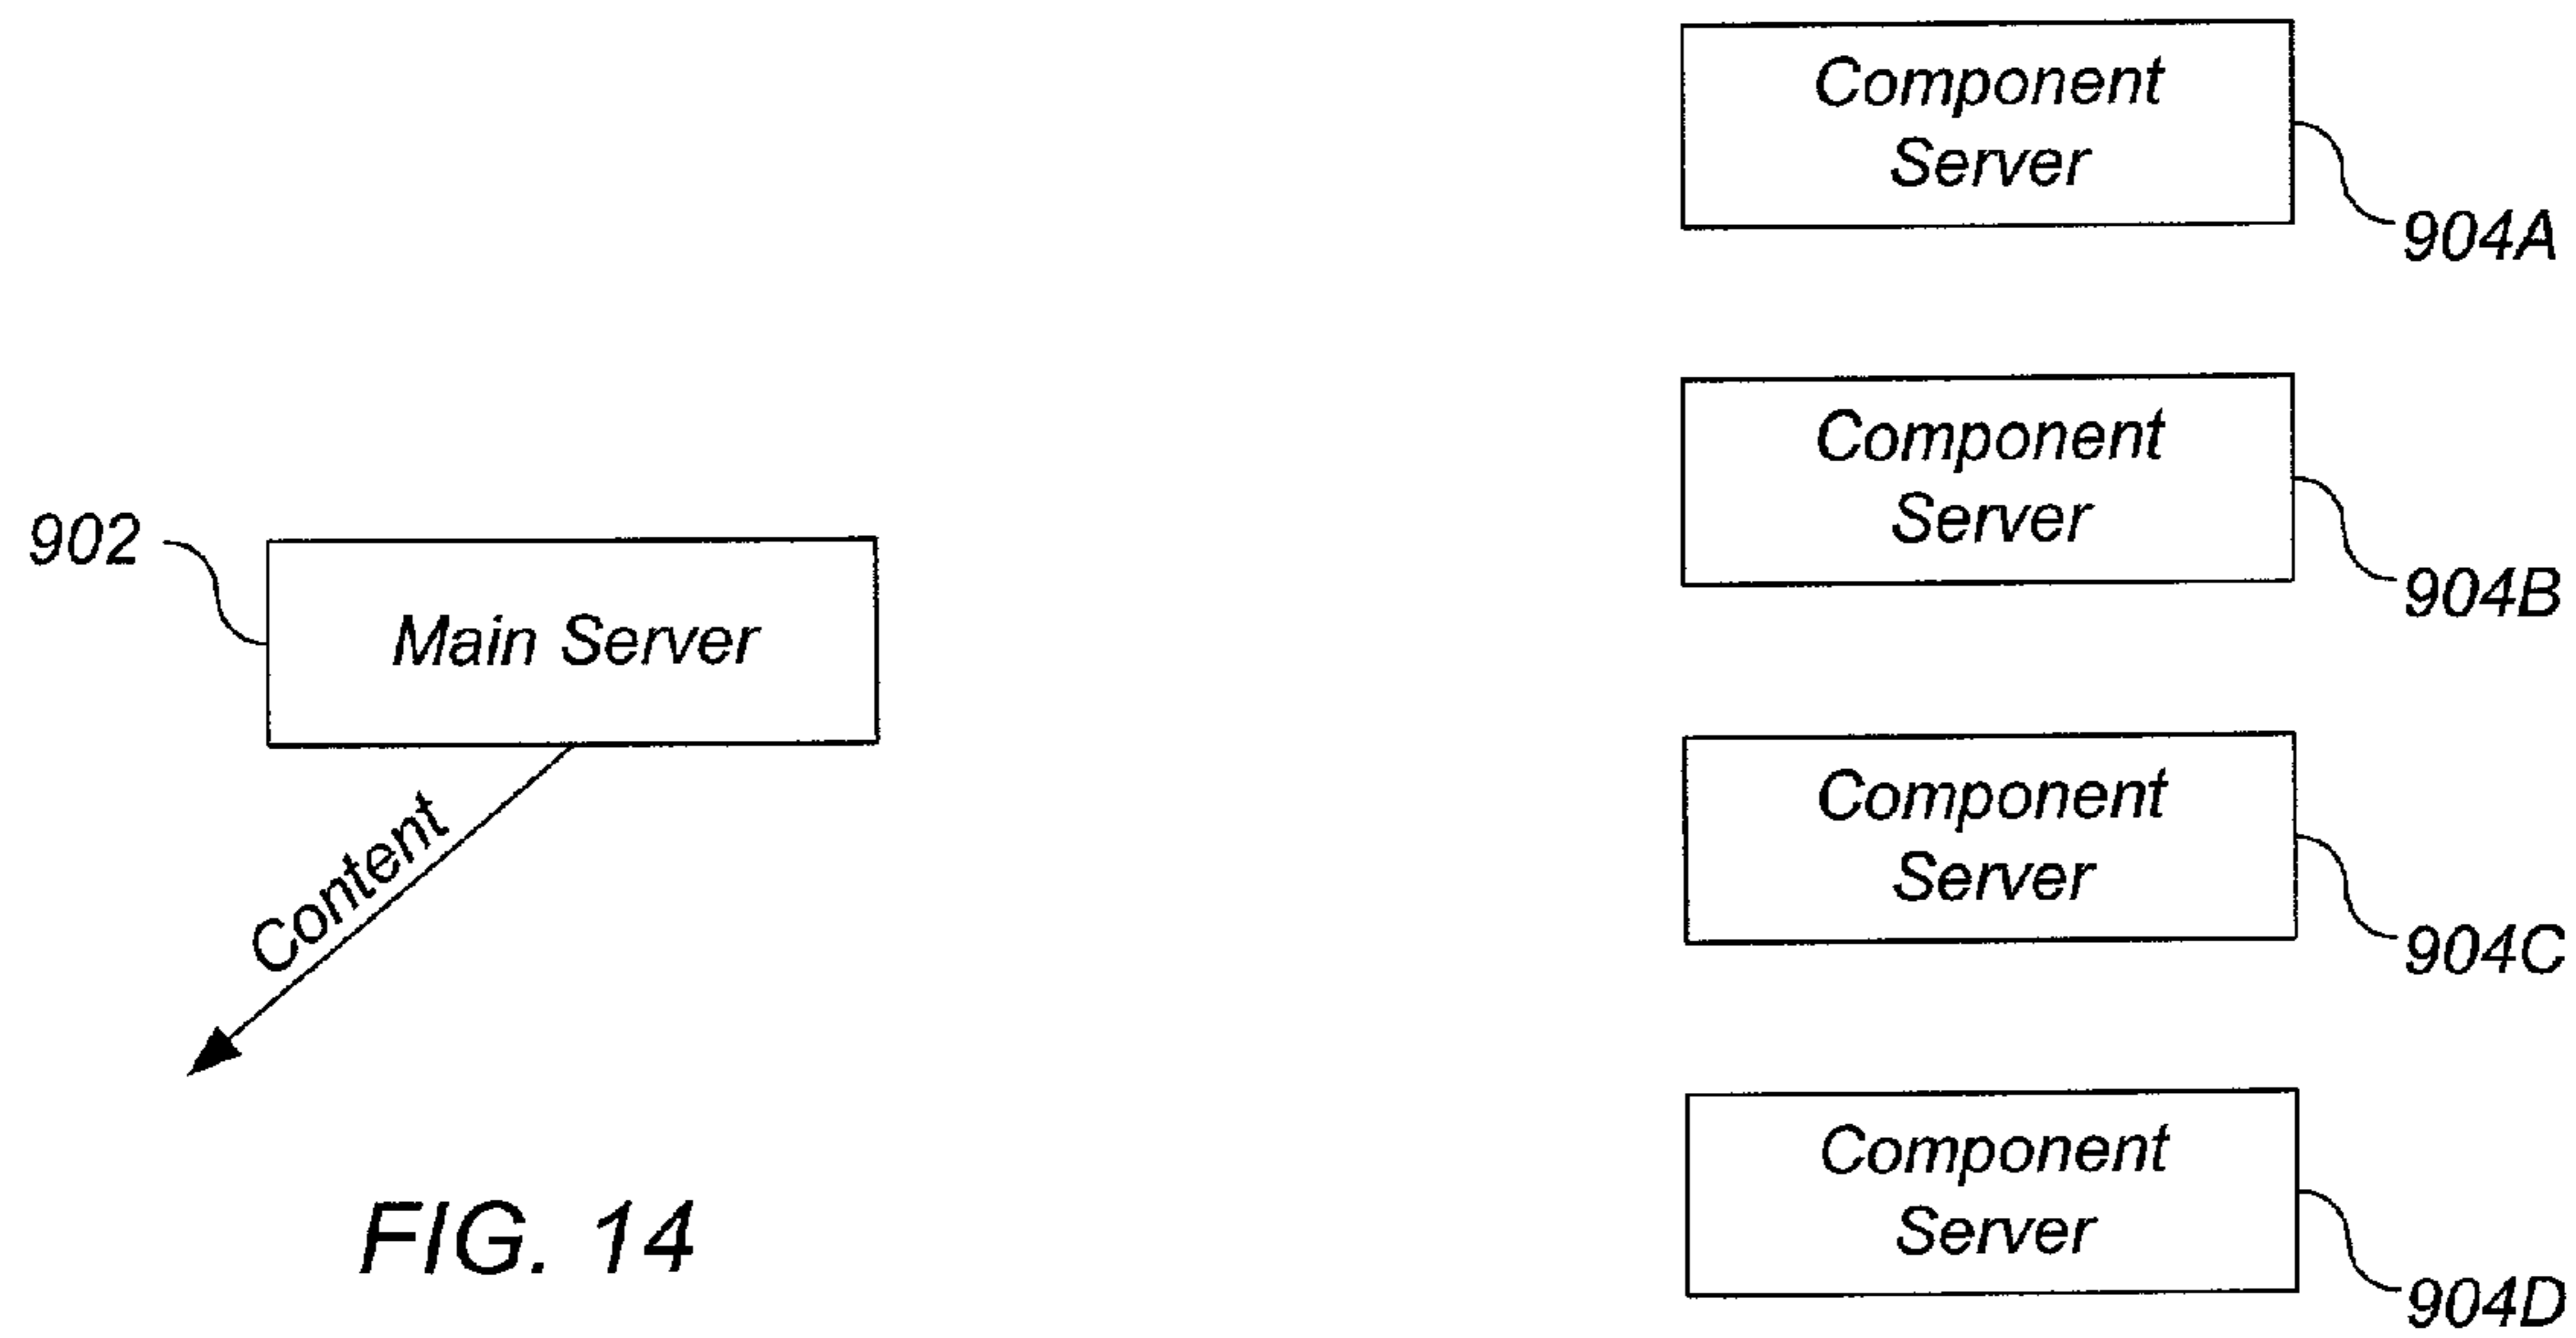 Component
Server
904A
Component
Server
904B
902
Main Server
Component
Server
904C
Content
Component
Server
904D
FIG. 14